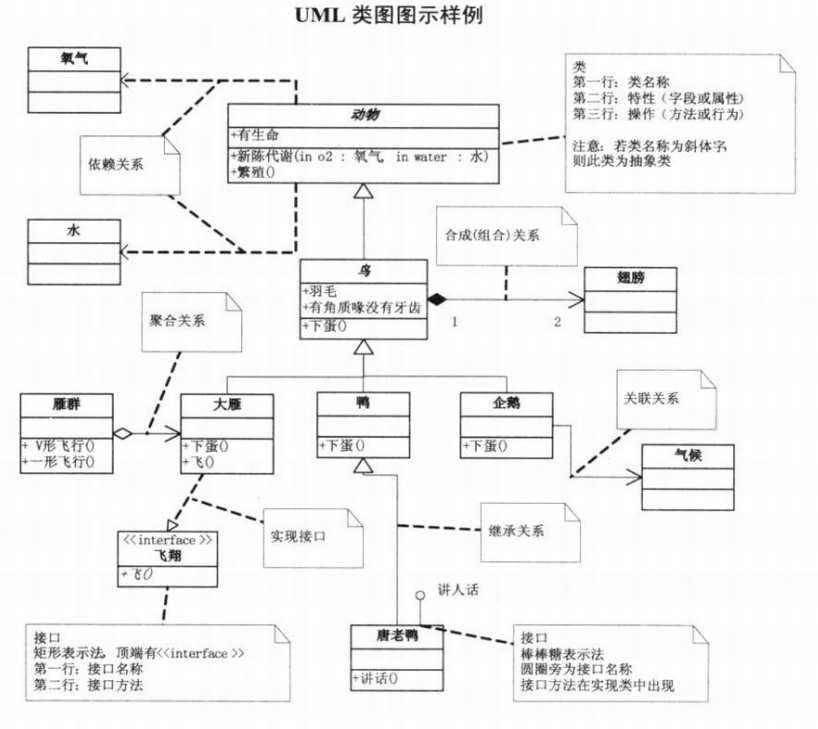 UML 类图图示样例
氧气
类
第一行：类名称
第二行：特性（字段或属性）
第三行：操作（方法或行为）
注意：若类名称为斜体字，
则此类为抽象类
动物
+有生命
+新陈代谢(in o2 : 氧气, in water : 水)
+繁殖()
依赖关系
水
合成(组合)关系
鸟
+羽毛
+有角质喙没有牙齿
+下蛋()
翅膀
1
2
聚合关系
雁群
+ V形飞行()
+一形飞行()
大雁
+下蛋()
+飞()
鸭
+下蛋()
企鹅
+下蛋()
关联关系
气候
<<interface>>
飞翔
+飞()
实现接口
继承关系
讲人话
接口
矩形表示法，顶端有<<interface>>
第一行：接口名称
第二行：接口方法
唐老鸭
+讲话()
接口
棒棒糖表示法
圆圈旁为接口名称
接口方法在实现类中出现